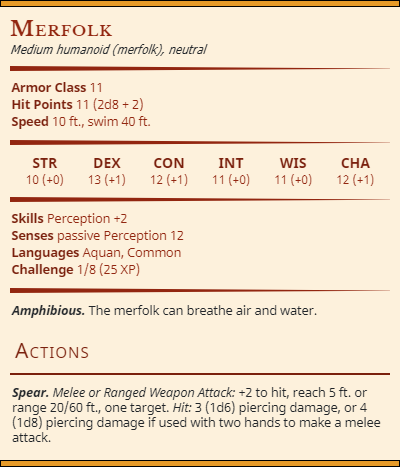 Merfolk
Medium humanoid (merfolk), neutral
Armor Class 11
Hit Points 11 (2d8 + 2)
Speed 10 ft., swim 40 ft.
STR DEX CON INT WIS CHA
10 (+0) 13 (+1) 12 (+1) 11 (+0) 11 (+0) 12 (+1)
Skills Perception +2
Senses passive Perception 12
Languages Aquan, Common
Challenge 1/8 (25 XP)
Amphibious. The merfolk can breathe air and water.
Actions
Spear. Melee or Ranged Weapon Attack: +2 to hit, reach 5 ft. or
range 20/60 ft., one target. Hit: 3 (1d6) piercing damage, or 4
(1d8) piercing damage if used with two hands to make a melee
attack.